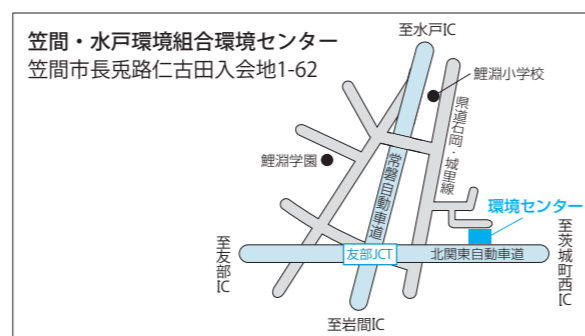 笠間・水戸環境組合環境センター
笠間市長兎路仁古田入会地1-62
至水戸IC
鯉淵小学校
県道石岡・城里線
鯉淵学園
常磐自動車道
環境センター
至友部IC
友部JCT
北関東自動車道
至茨城町西IC
至岩間IC